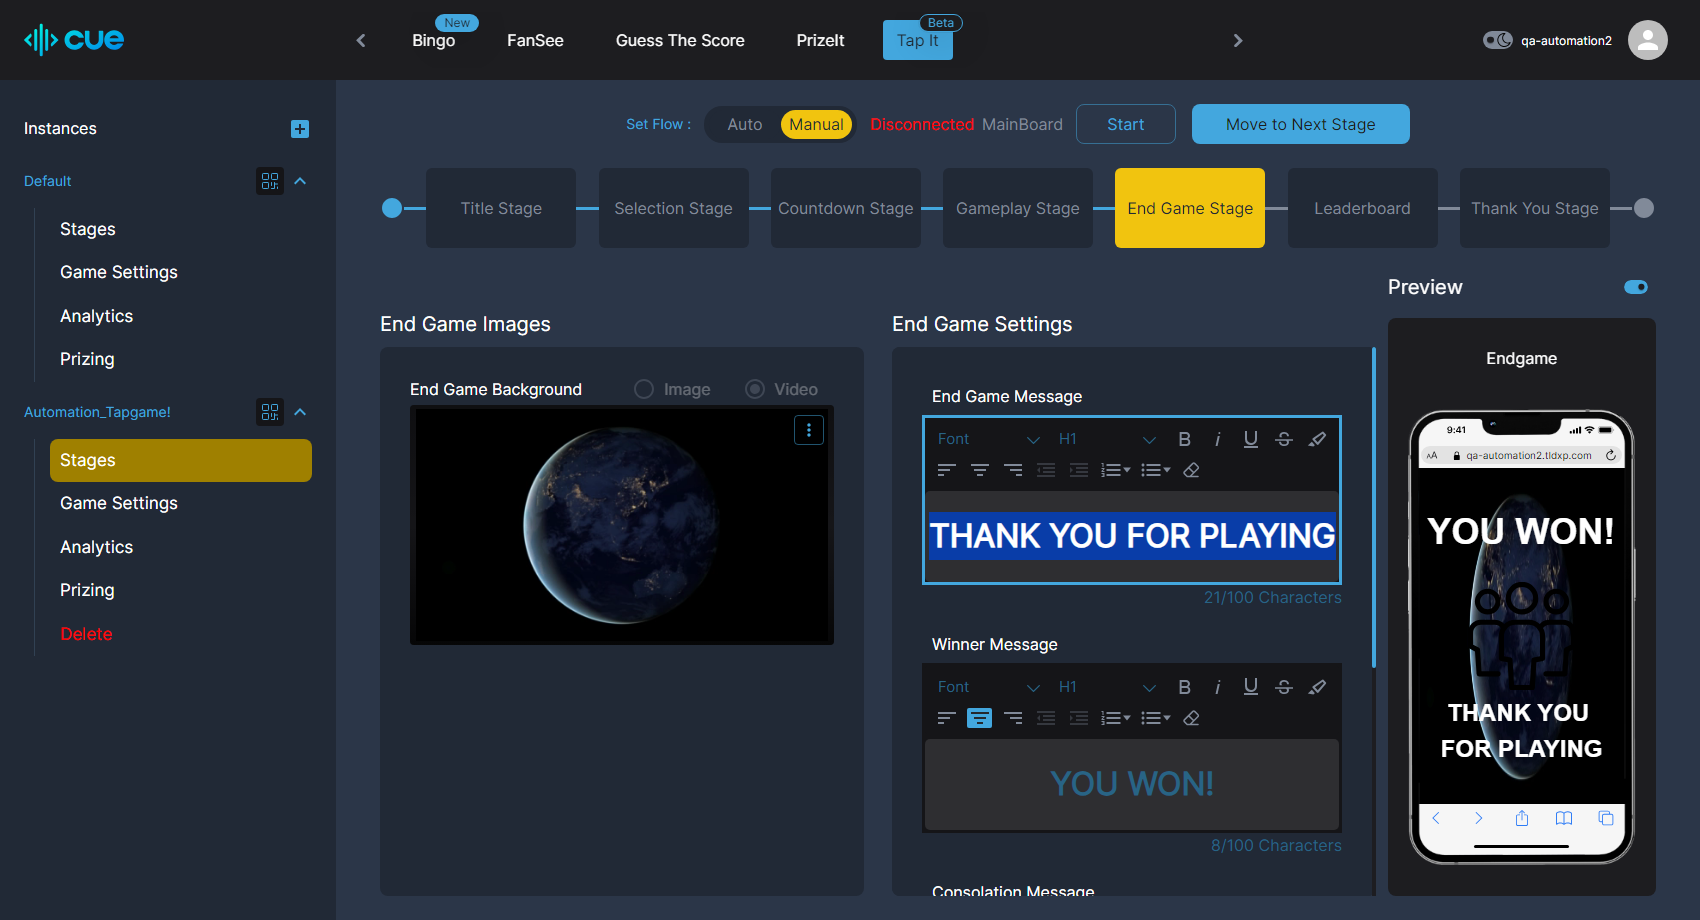 cue
New
Bingo
FanSee
Guess The Score
PrizeIt
Beta
Tap It
qa-automation2
Instances
Default
Stages
Game Settings
Analytics
Prizing
Automation_Tapgame!
Stages
Game Settings
Analytics
Prizing
Delete
Set Flow :
Auto
Manual
Disconnected MainBoard
Start
Move to Next Stage
Title Stage
Selection Stage
Countdown Stage
Gameplay Stage
End Game Stage
Leaderboard
Thank You Stage
End Game Images
End Game Background
Image
Video
End Game Settings
End Game Message
Font
H1
B
i
U
S
THANK YOU FOR PLAYING
21/100 Characters
Winner Message
Font
H1
B
i
U
S
YOU WON!
8/100 Characters
Consolation Message
Preview
Endgame
9:41
AA
qa-automation2.tldxp.com
YOU WON!
THANK YOU
FOR PLAYING